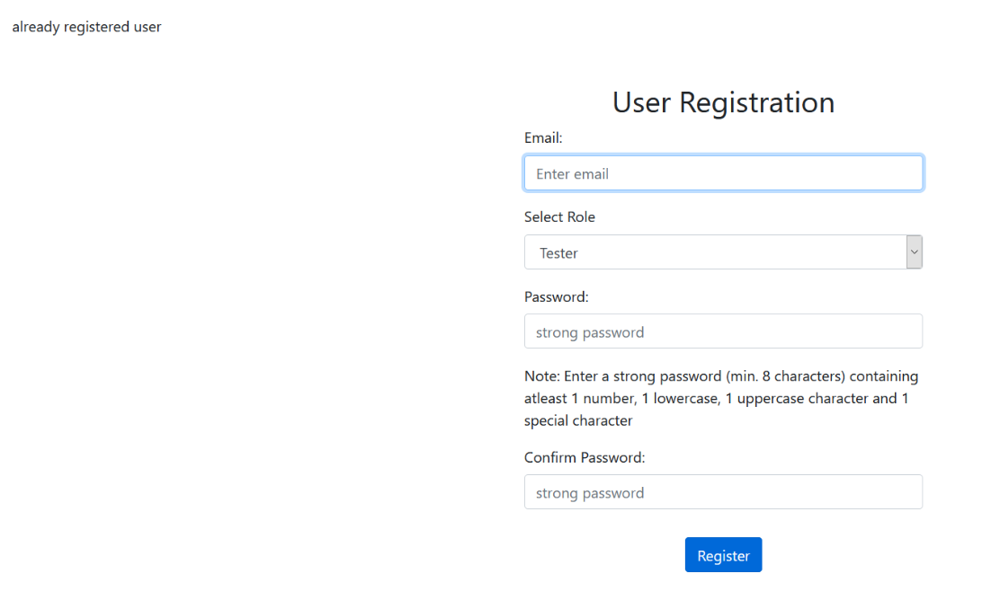 already registered user
User Registration
Email:
Enter email
Select Role
Tester
Password:
strong password
Note: Enter a strong password (min. 8 characters) containing
atleast 1 number, 1 lowercase, 1 uppercase character and 1
special character
Confirm Password:
strong password
Register